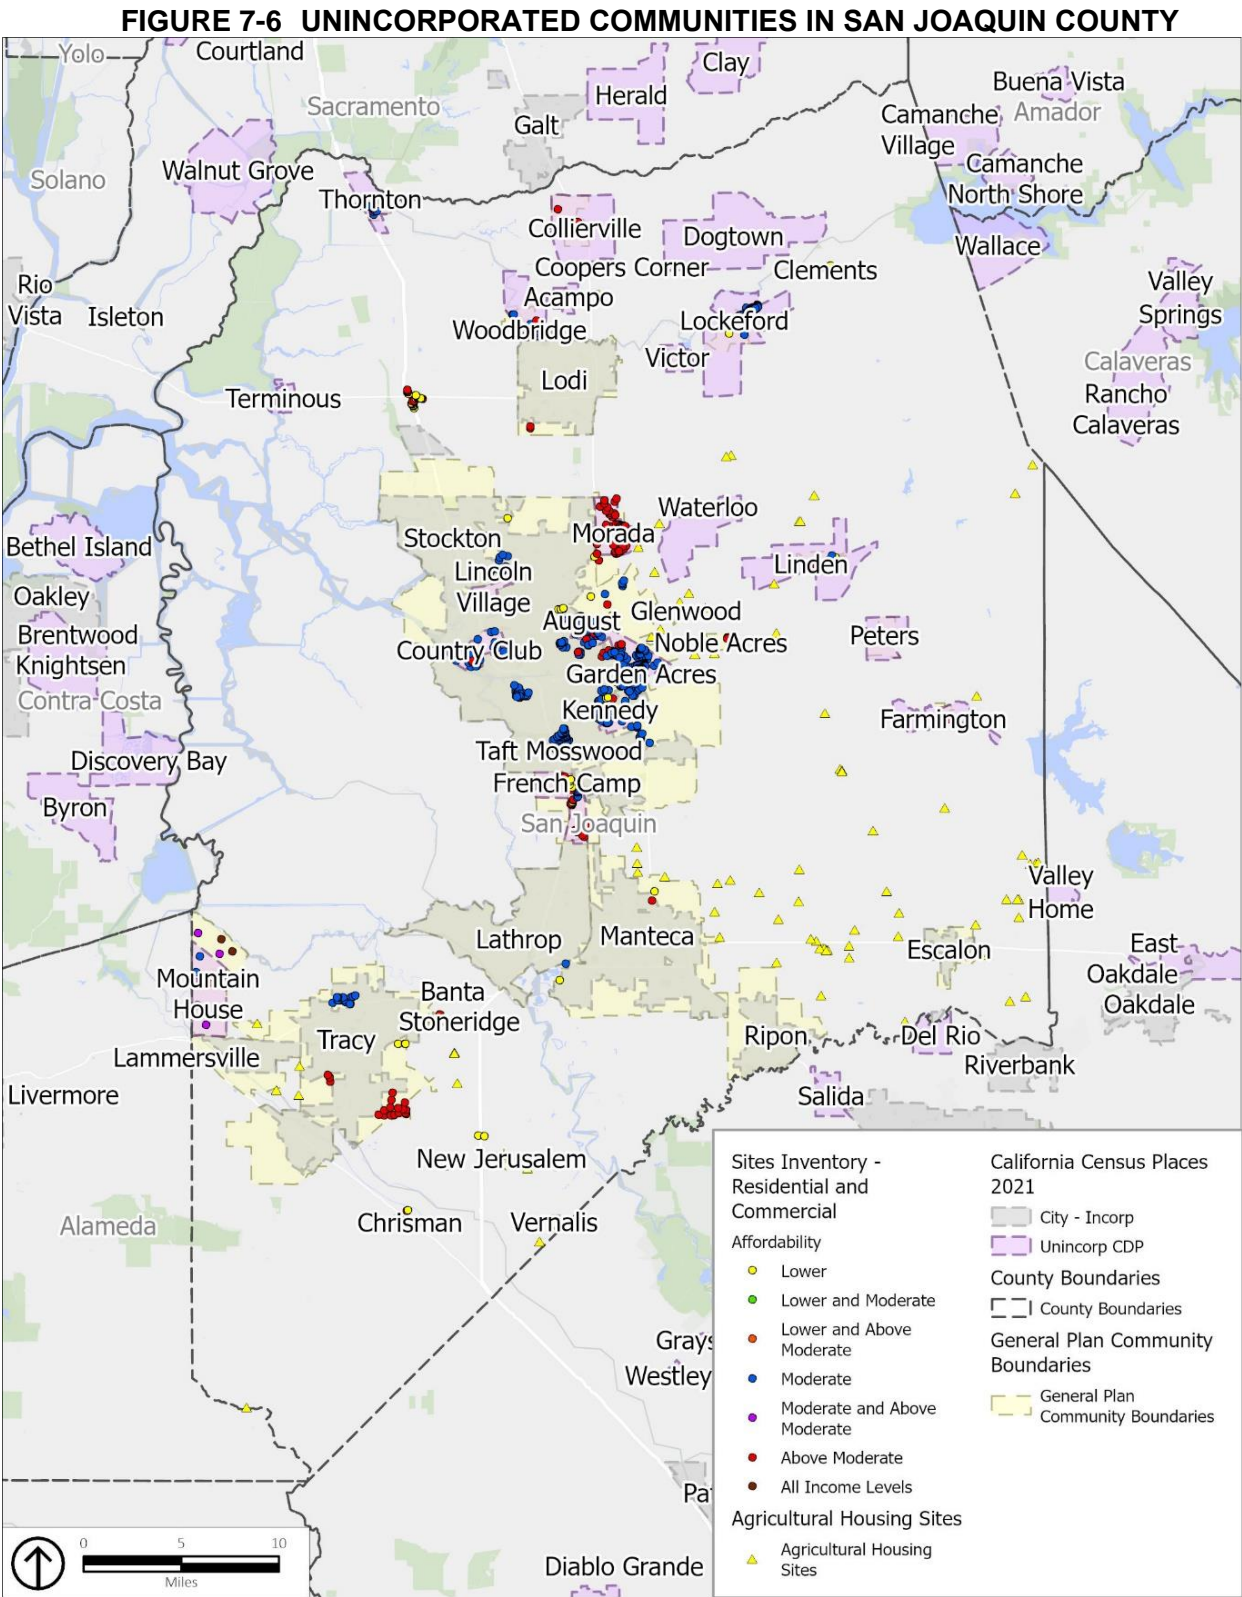 FIGURE 7-6 UNINCORPORATED COMMUNITIES IN SAN JOAQUIN COUNTY
Yolo
Courtland
Clay
Buena Vista
Amador
Herald
Sacramento
Galt
Camanche
Village
Camanche
North Shore
Walnut Grove
Solano
Thornton
Collierville
Dogtown
Wallace
Coopers Corner
Clements
Rio
Vista
Isleton
Acampo
Woodbridge
Lockeford
Valley
Springs
Victor
Calaveras
Lodi
Rancho
Calaveras
Terminous
Waterloo
Stockton
Morada
Bethel Island
Linden
Lincoln
Village
Oakley
August
Glenwood
Brentwood
Country Club
Noble Acres
Peters
Knightsen
Garden Acres
Contra Costa
Kennedy
Farmington
Taft Mosswood
Discovery Bay
French Camp
Byron
San Joaquin
Valley
Home
Lathrop
Manteca
Escalon
East
Oakdale
Oakdale
Mountain
House
Banta
Stoneridge
Tracy
Ripon
Del Rio
Lammersville
Riverbank
Livermore
Salida
New Jerusalem
Alameda
Chrisman
Vernalis
Grays
Westley
Pa
Diablo Grande
Sites Inventory -
Residential and
Commercial
Affordability
Lower
Lower and Moderate
Lower and Above
Moderate
Moderate
Moderate and Above
Moderate
Above Moderate
All Income Levels
Agricultural Housing Sites
Agricultural Housing
Sites
California Census Places
2021
City - Incorp
Unincorp CDP
County Boundaries
County Boundaries
General Plan Community
Boundaries
General Plan
Community Boundaries
0 5 10
Miles